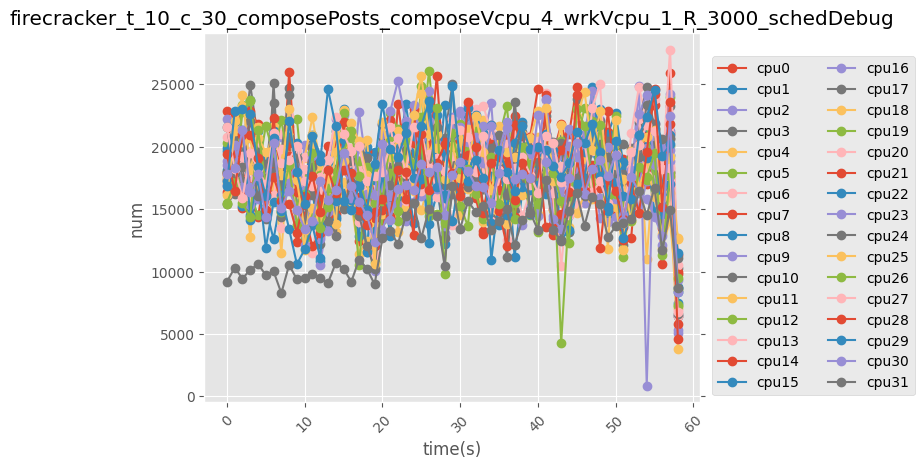 firecracker_t_10_c_30_composePosts_composeVcpu_4_wrkVcpu_1_R_3000_schedDebug
num
25000
20000
15000
10000
5000
0
0
10
20
30
40
50
60
time(s)
cpu0
cpu1
cpu2
cpu3
cpu4
cpu5
cpu6
cpu7
cpu8
cpu9
cpu10
cpu11
cpu12
cpu13
cpu14
cpu15
cpu16
cpu17
cpu18
cpu19
cpu20
cpu21
cpu22
cpu23
cpu24
cpu25
cpu26
cpu27
cpu28
cpu29
cpu30
cpu31